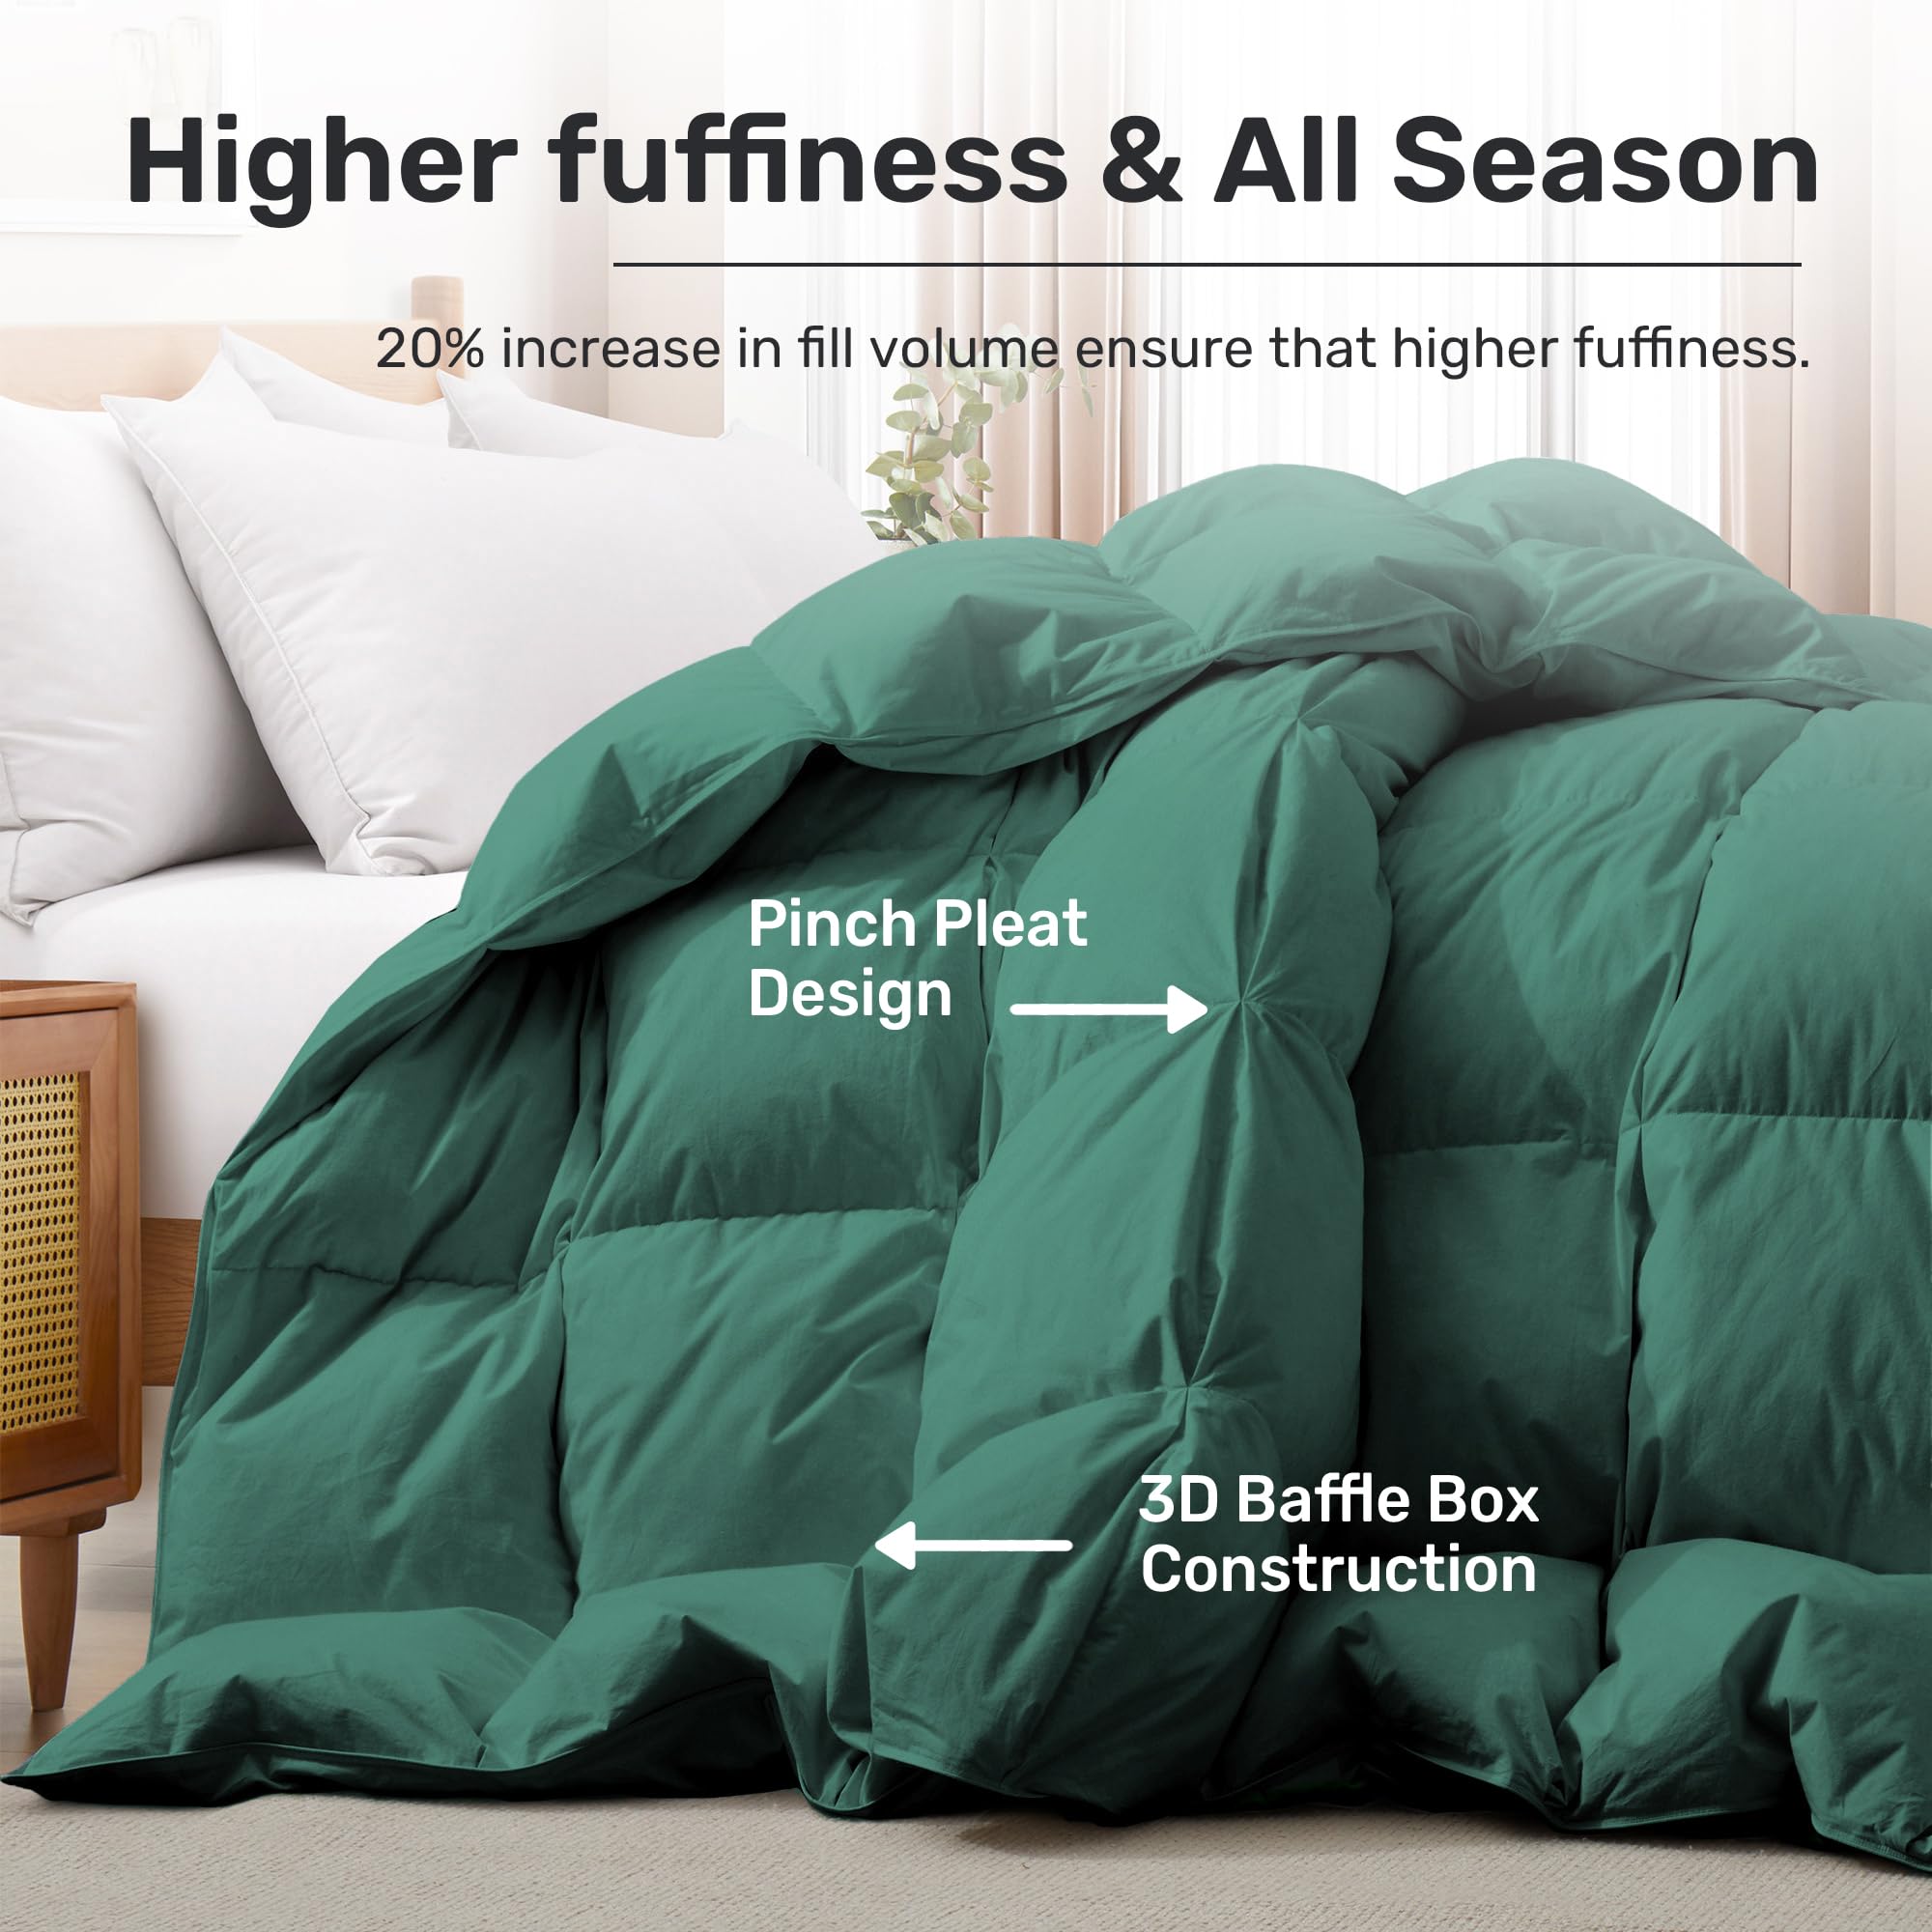 Higher fuffiness & All Season
20% increase in fill volume ensure that higher fuffiness.
Pinch Pleat
Design
3D Baffle Box
Construction